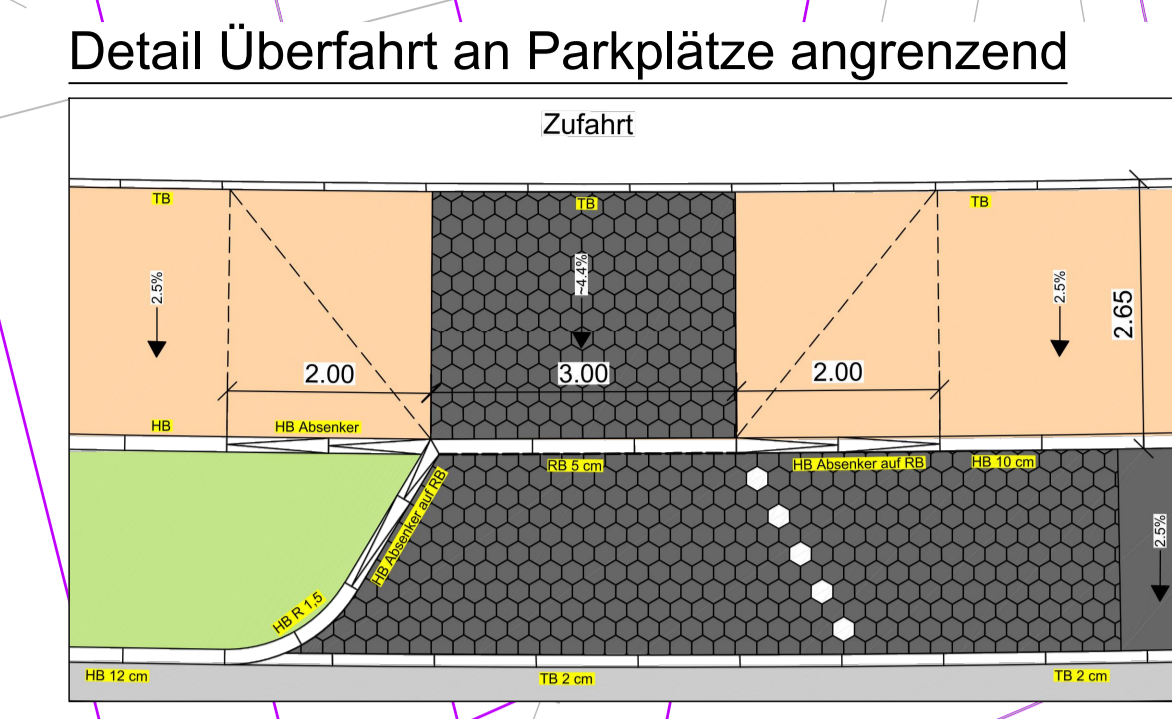 Detail Überfahrt an Parkplätze angrenzend
Zufahrt
TB
TB
TB
2.5%
~4.4%
2.5%
2.65
2.00
3.00
2.00
HB
HB Absenker
RB 5 cm
HB Absenker auf RB
HB 10 cm
HB Absenker auf RB
2.5%
HB R 1,5
HB 12 cm
TB 2 cm
TB 2 cm